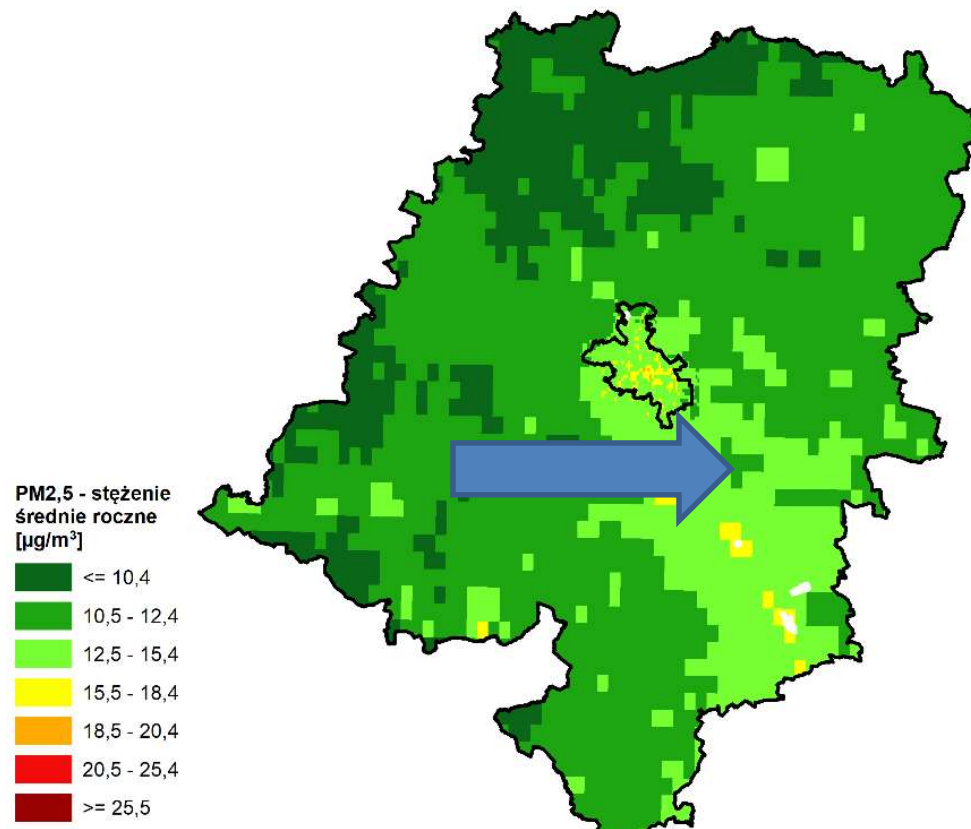 PM2,5 - stężenie
średnie roczne
[µg/m³]
<= 10,4
10,5 - 12,4
12,5 - 15,4
15,5 - 18,4
18,5 - 20,4
20,5 - 25,4
>= 25,5